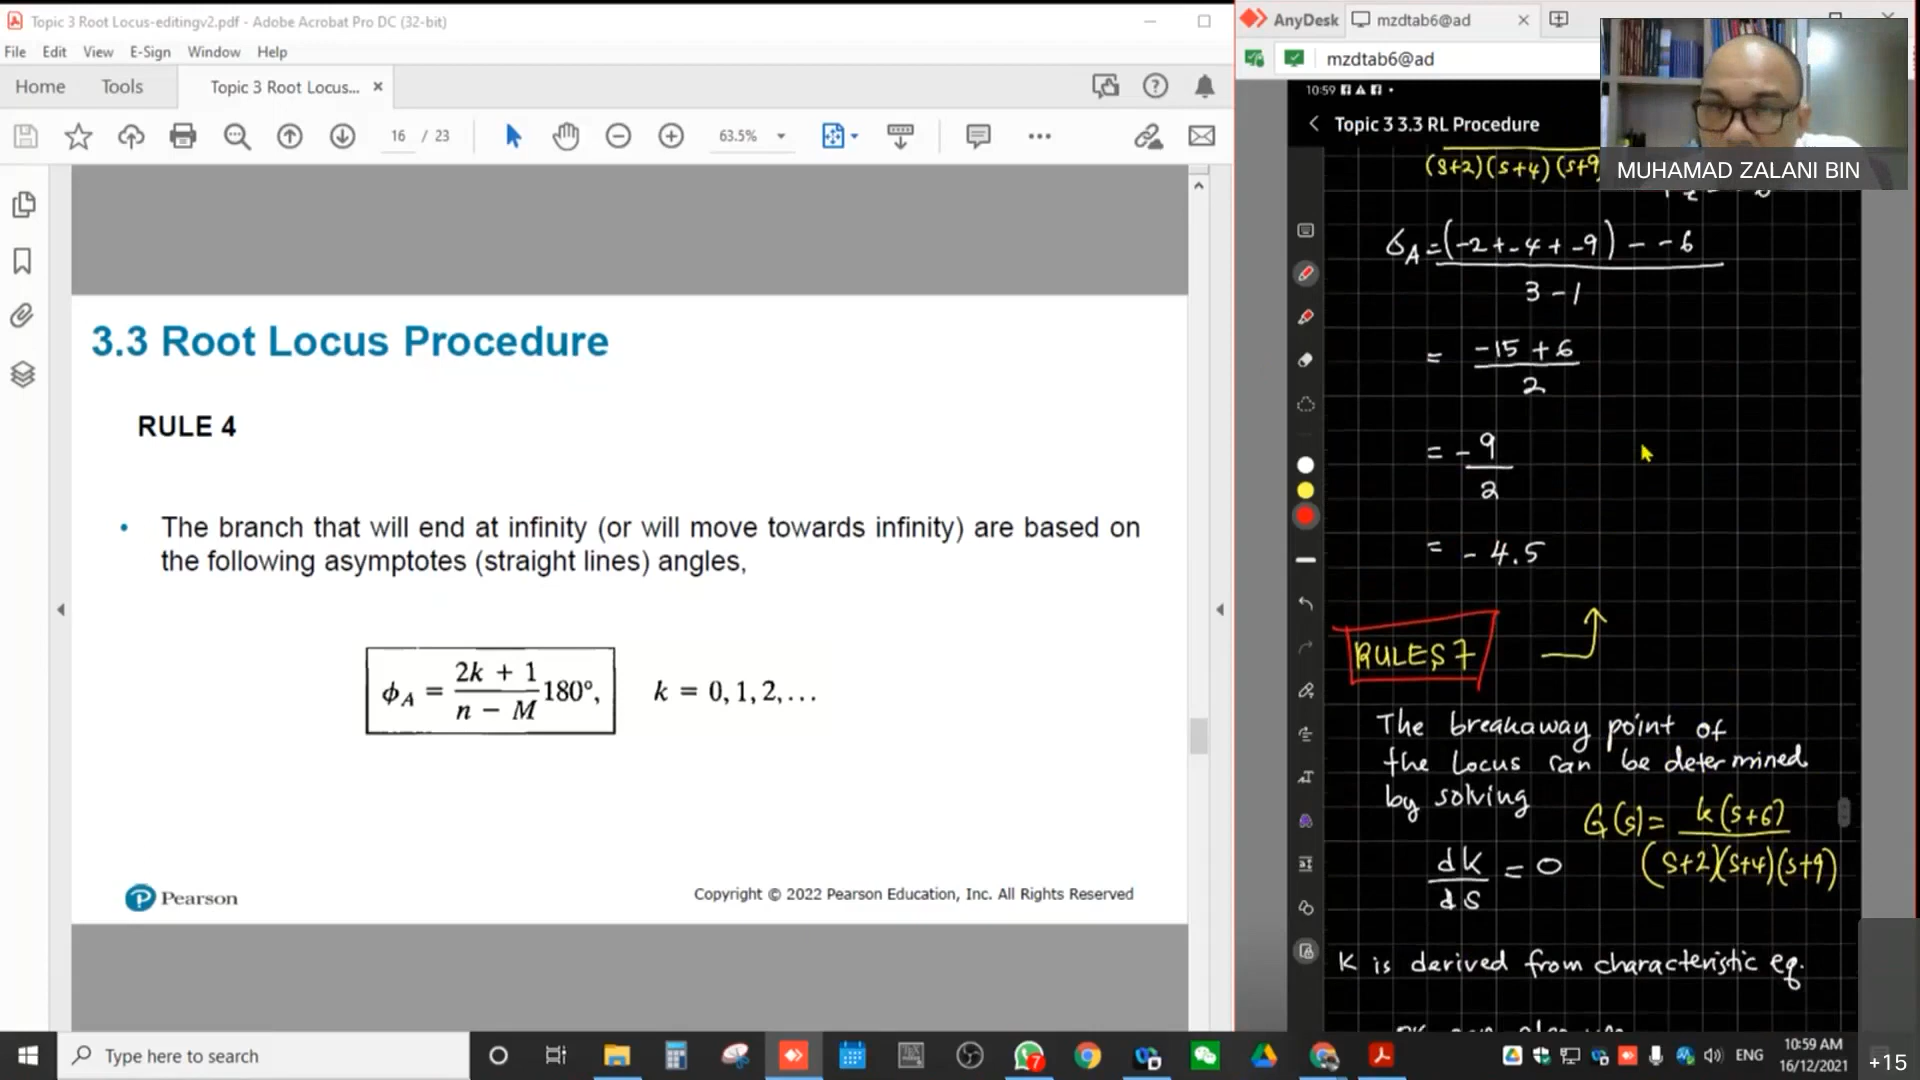 Topic 3 Root Locus-editingv2.pdf - Adobe Acrobat Pro DC (32-bit)
File Edit View E-Sign Window Help
Home Tools Topic 3 Root Locus... ×
16 / 23 63.5%
3.3 Root Locus Procedure
RULE 4
• The branch that will end at infinity (or will move towards infinity) are based on
the following asymptotes (straight lines) angles,
ϕA = (2k + 1)/(n − M) 180°, k = 0, 1, 2, ...
Pearson
Copyright © 2022 Pearson Education, Inc. All Rights Reserved
AnyDesk mzdtab6@ad
mzdtab6@ad
10:59
Topic 3 3.3 RL Procedure
MUHAMAD ZALANI BIN
(s+2)(s+4)(s+9
σA = (-2+-4+-9) - -6
3-1
= -15+6
2
= -9
2
= -4.5
RULES 7
The breakaway point of
the Locus can be determined
by solving
G(s) = k(s+6)
(s+2)(s+4)(s+9)
dk = 0
ds
K is derived from characteristic eq.
Type here to search
7
ENG
10:59 AM
16/12/2021
+15